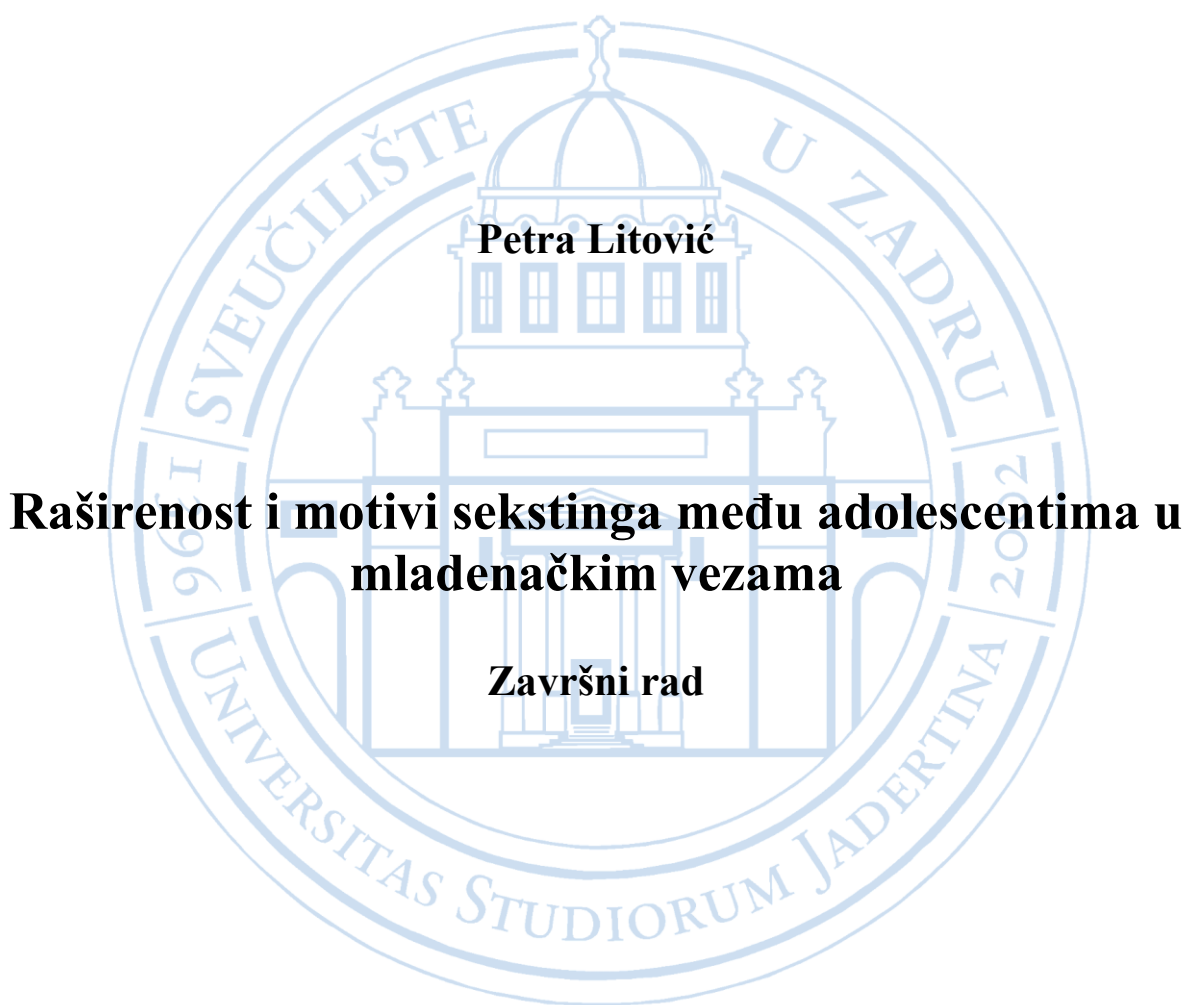 SVEUČILIŠTE U ZADRU
Petra Litović
Raširenost i motivi sekstinga među adolescentima u
mladenačkim vezama
1396
2002
Završni rad
UNIVERSITAS STUDIORUM JADERTINA